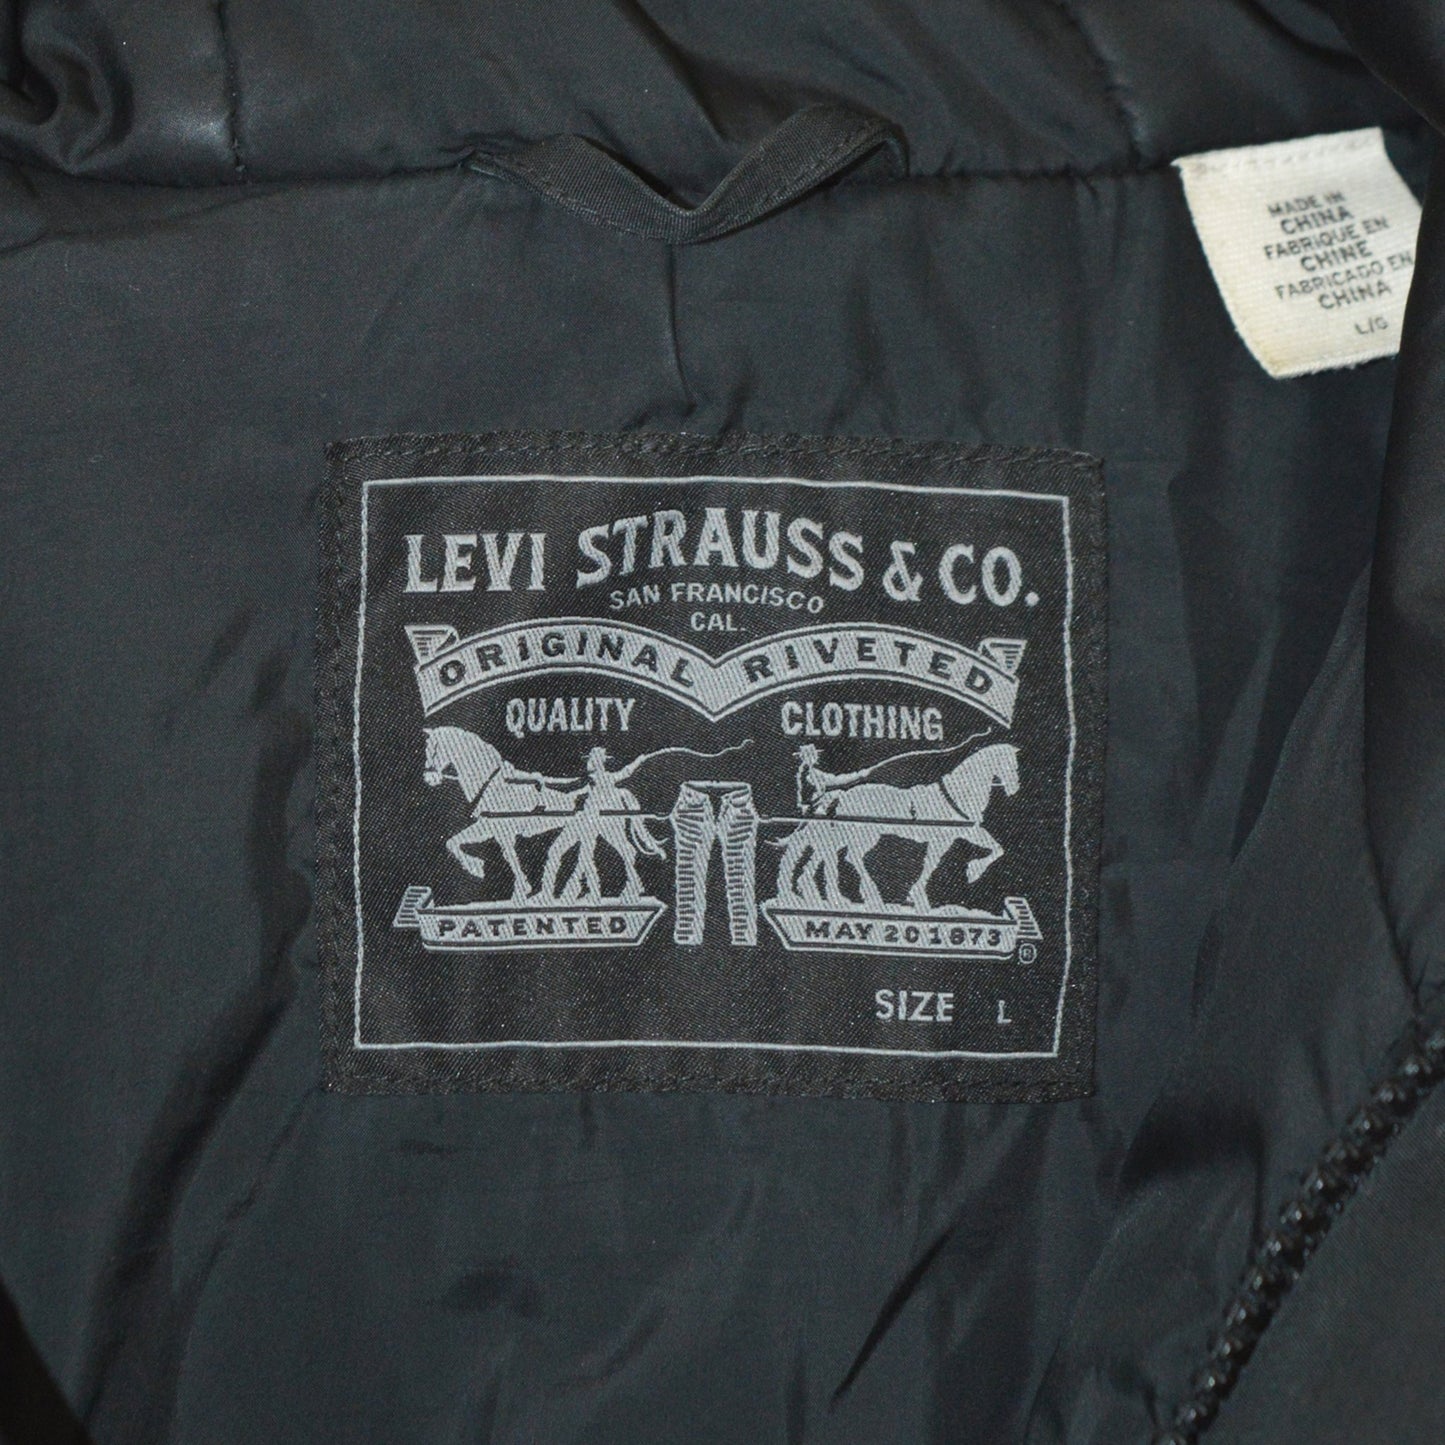 LEVI STRAUSS & CO.
SAN FRANCISCO
CAL.
ORIGINAL RIVETED
QUALITY CLOTHING
PATENTED MAY 20 1873
®
SIZE L
MADE IN
CHINA
FABRIQUE EN
CHINE
FABRICADO EN
CHINA
L/G